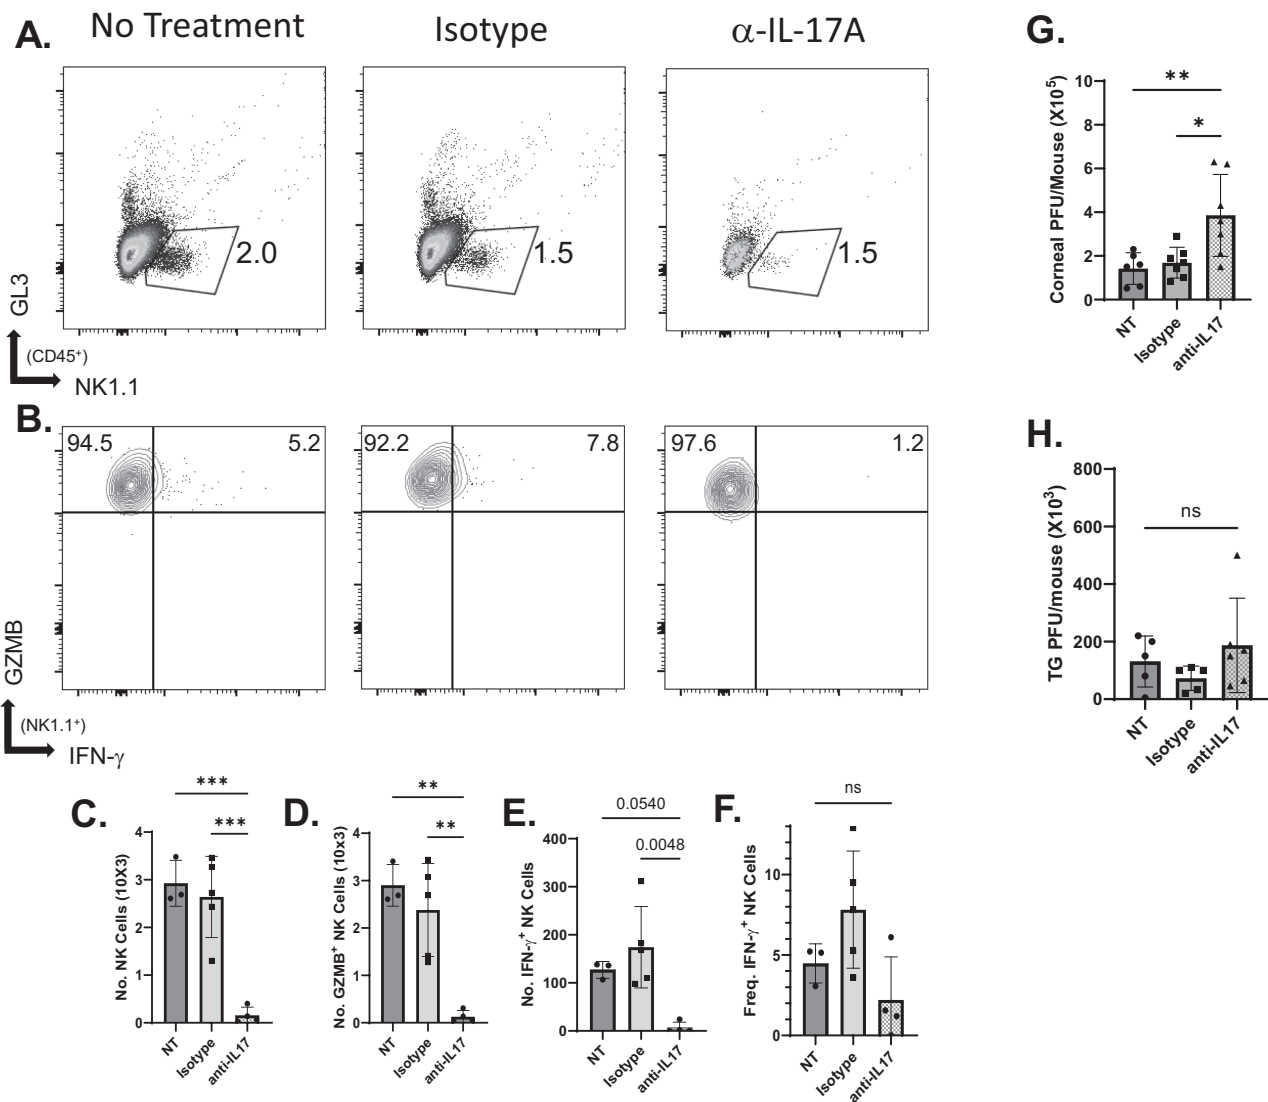 A.
No Treatment
Isotype
α-IL-17A
2.0
1.5
1.5
GL3
(CD45⁺)
NK1.1
B.
94.5
5.2
92.2
7.8
97.6
1.2
GZMB
(NK1.1⁺)
IFN-γ
C.
***
***
No. NK Cells (10X3)
4
3
2
1
0
NT
Isotype
anti-IL17
D.
**
**
No. GZMB⁺ NK Cells (10x3)
4
3
2
1
0
NT
Isotype
anti-IL17
E.
0.0540
0.0048
No. IFN-γ⁺ NK Cells
400
300
200
100
0
NT
Isotype
anti-IL17
F.
ns
Freq. IFN-γ⁺ NK Cells
10
5
0
NT
Isotype
anti-IL17
G.
**
*
Corneal PFU/Mouse (X10⁵)
10
8
6
4
2
0
NT
Isotype
anti-IL17
H.
ns
TG PFU/mouse (X10³)
800
600
400
200
0
NT
Isotype
anti-IL17